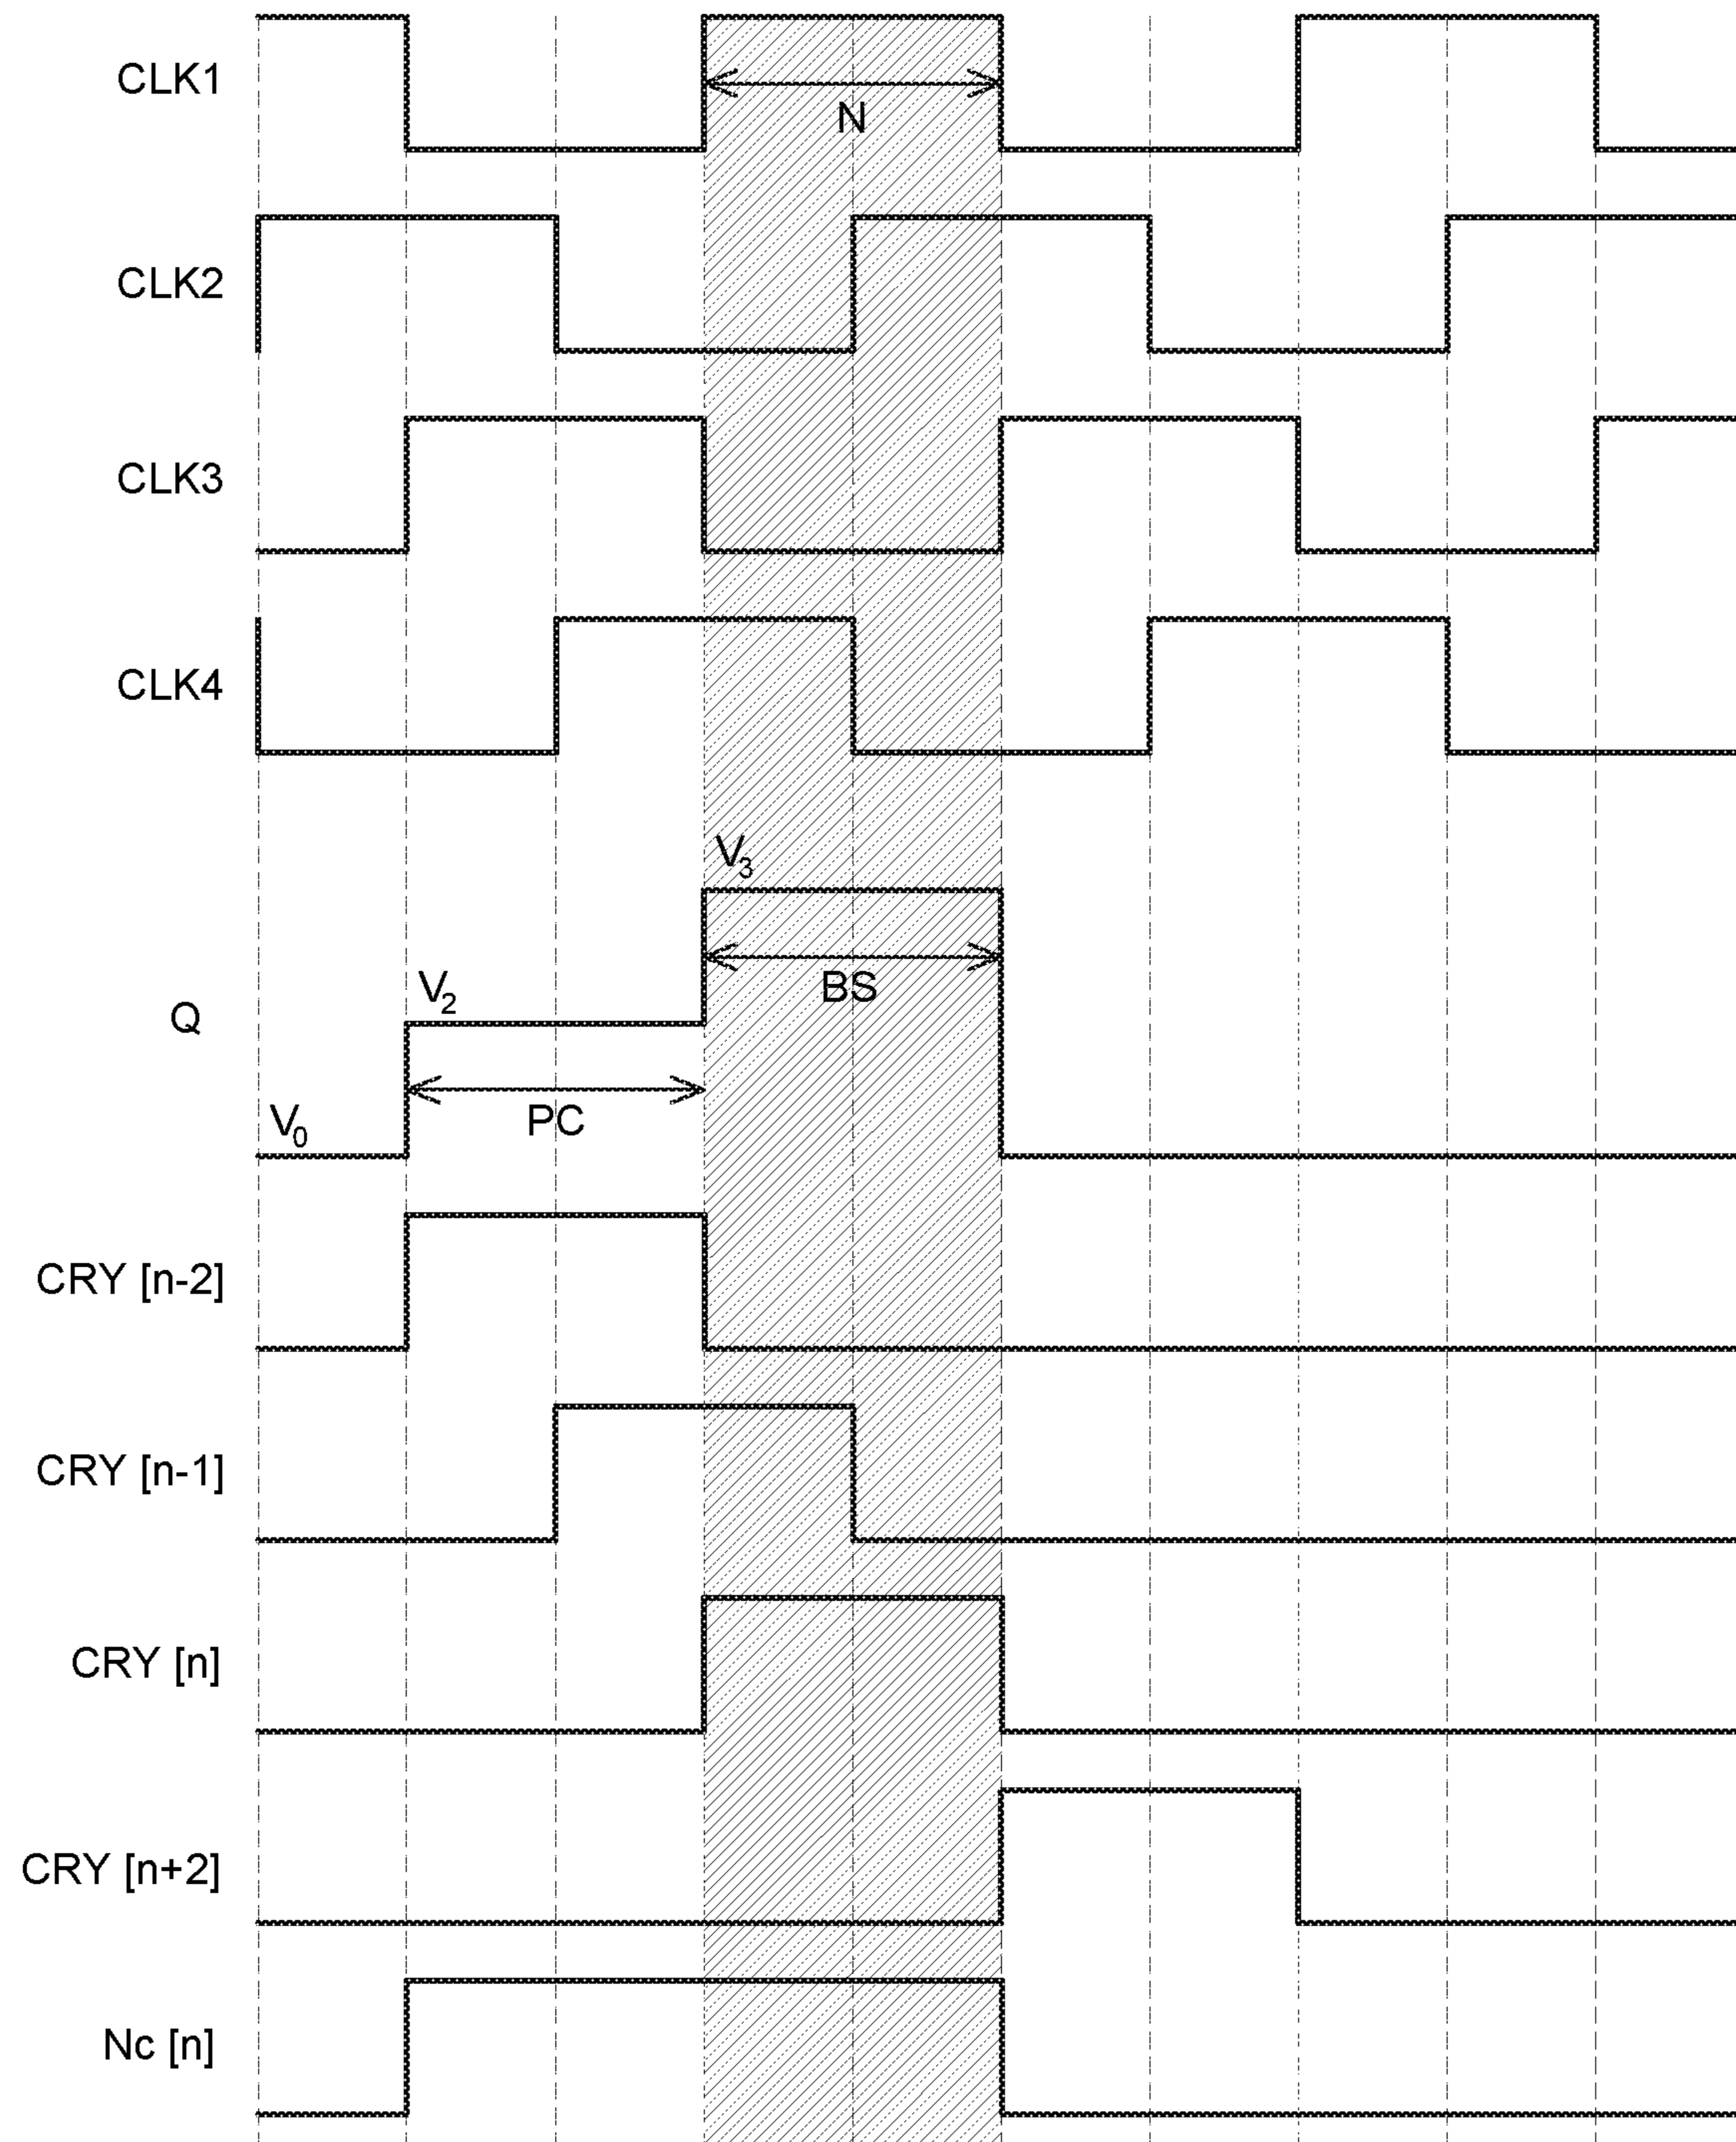 CLK1
N
CLK2
CLK3
CLK4
V3
V2
BS
Q
V0
PC
CRY [n-2]
CRY [n-1]
CRY [n]
CRY [n+2]
Nc [n]